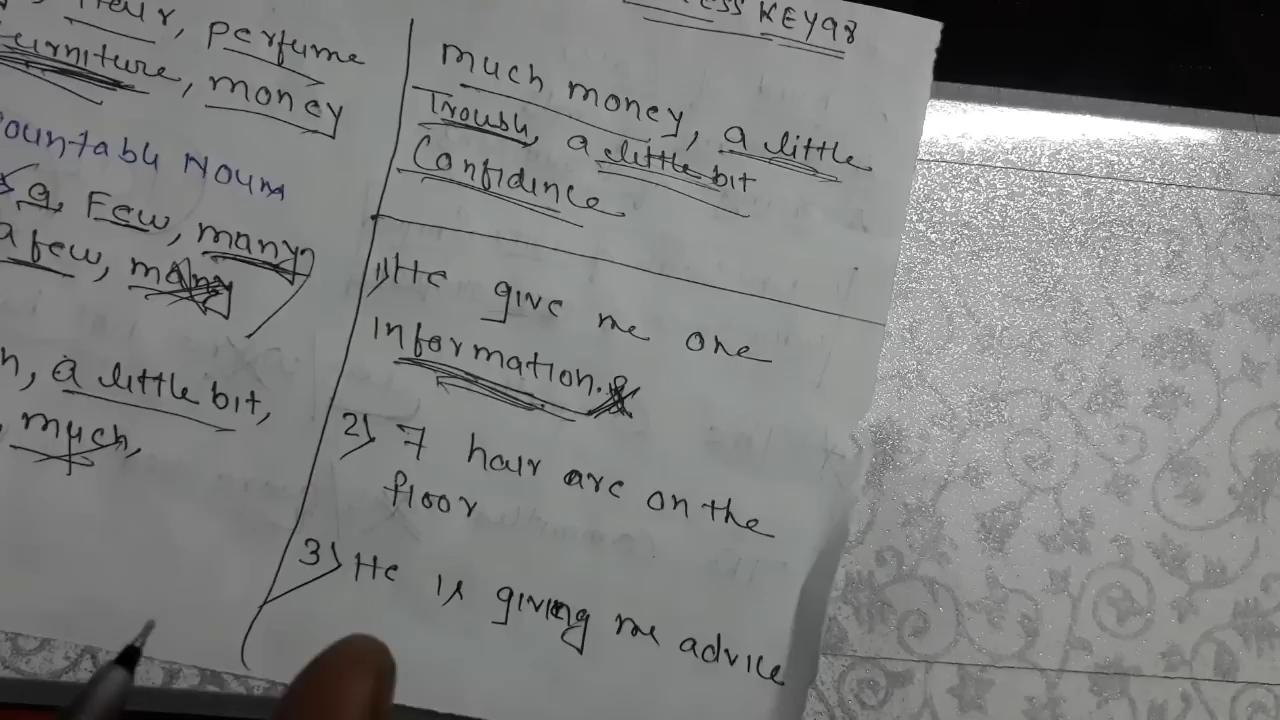 Hair, perfume
Furniture, money
Countable Nouns
a, Few, many,
a few, many
a little bit,
much,
KEY98
much money, a little
Trouble, a little bit
Confidence
1) He give me one
information.
2) 7 hair are on the
floor
3) He is giving me advice